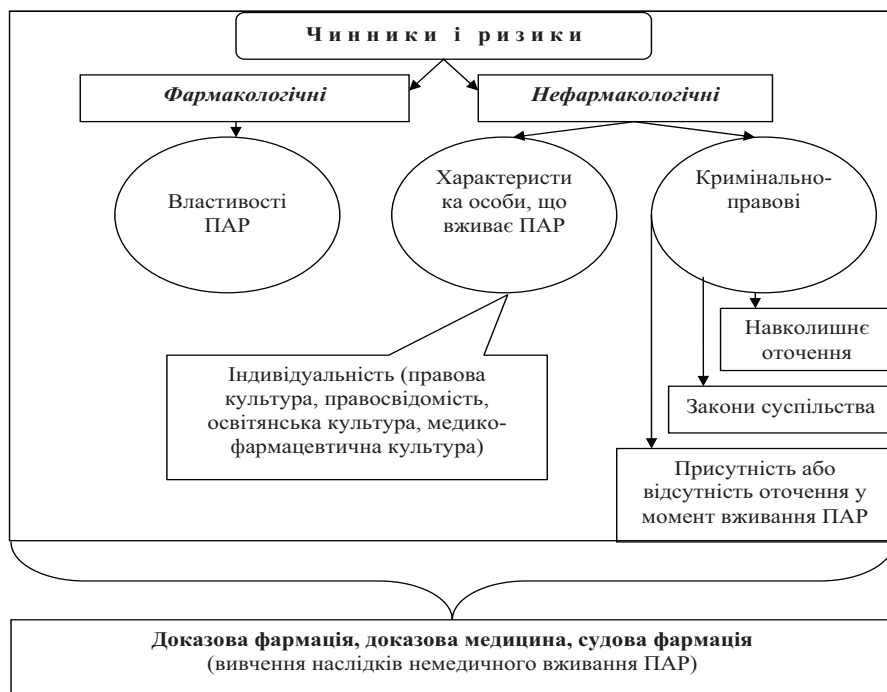 Чинники і ризики
Фармакологічні
Нефармакологічні
Властивості
ПАР
Характеристи
ка особи, що
вживає ПАР
Кримінально-
правові
Навколишнє
оточення
Індивідуальність (правова
культура, правосвідомість,
освітянська культура, медико-
фармацевтична культура)
Закони суспільства
Присутність або
відсутність оточення у
момент вживання ПАР
Доказова фармація, доказова медицина, судова фармація
(вивчення наслідків немедичного вживання ПАР)